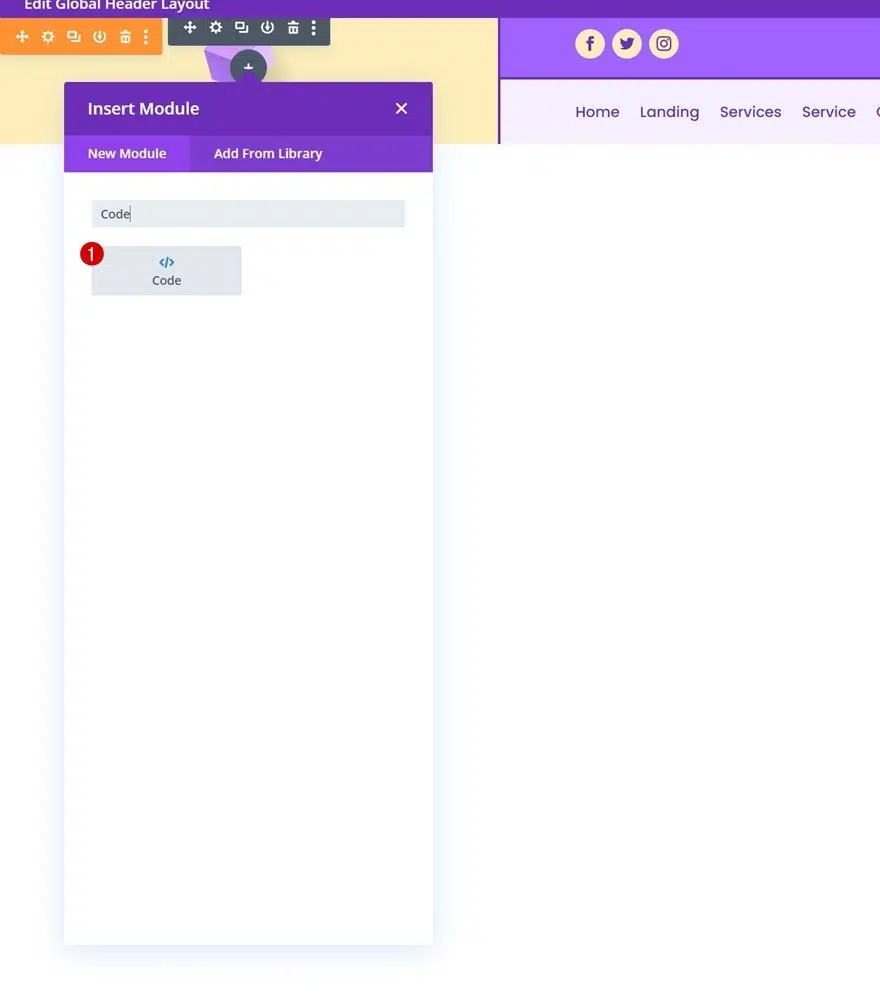 Edit Global Header Layout
Insert Module
New Module
Add From Library
Code
1
Code
Home Landing Services Service